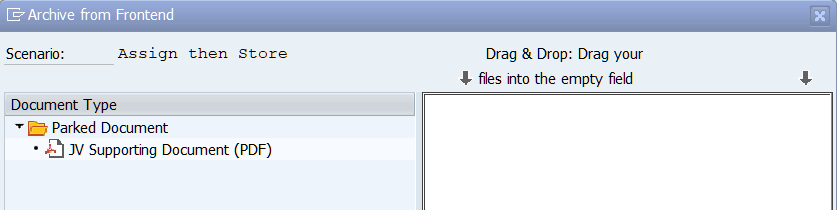 Archive from Frontend
Scenario: Assign then Store
Drag & Drop: Drag your
files into the empty field
Document Type
Parked Document
JV Supporting Document (PDF)